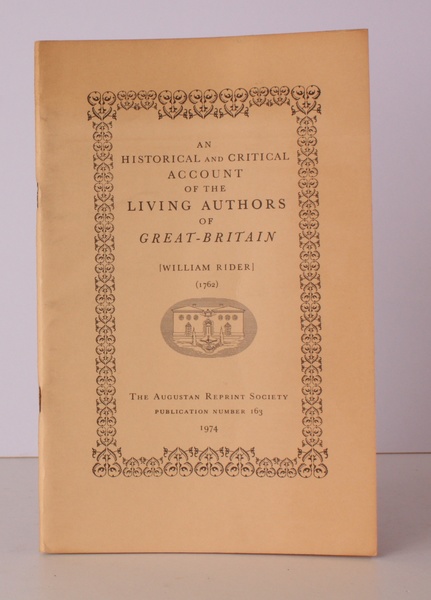 AN
HISTORICAL AND CRITICAL
ACCOUNT
OF THE
LIVING AUTHORS
OF
GREAT-BRITAIN
[WILLIAM RIDER]
(1762)
THE AUGUSTAN REPRINT SOCIETY
PUBLICATION NUMBER 163
1974